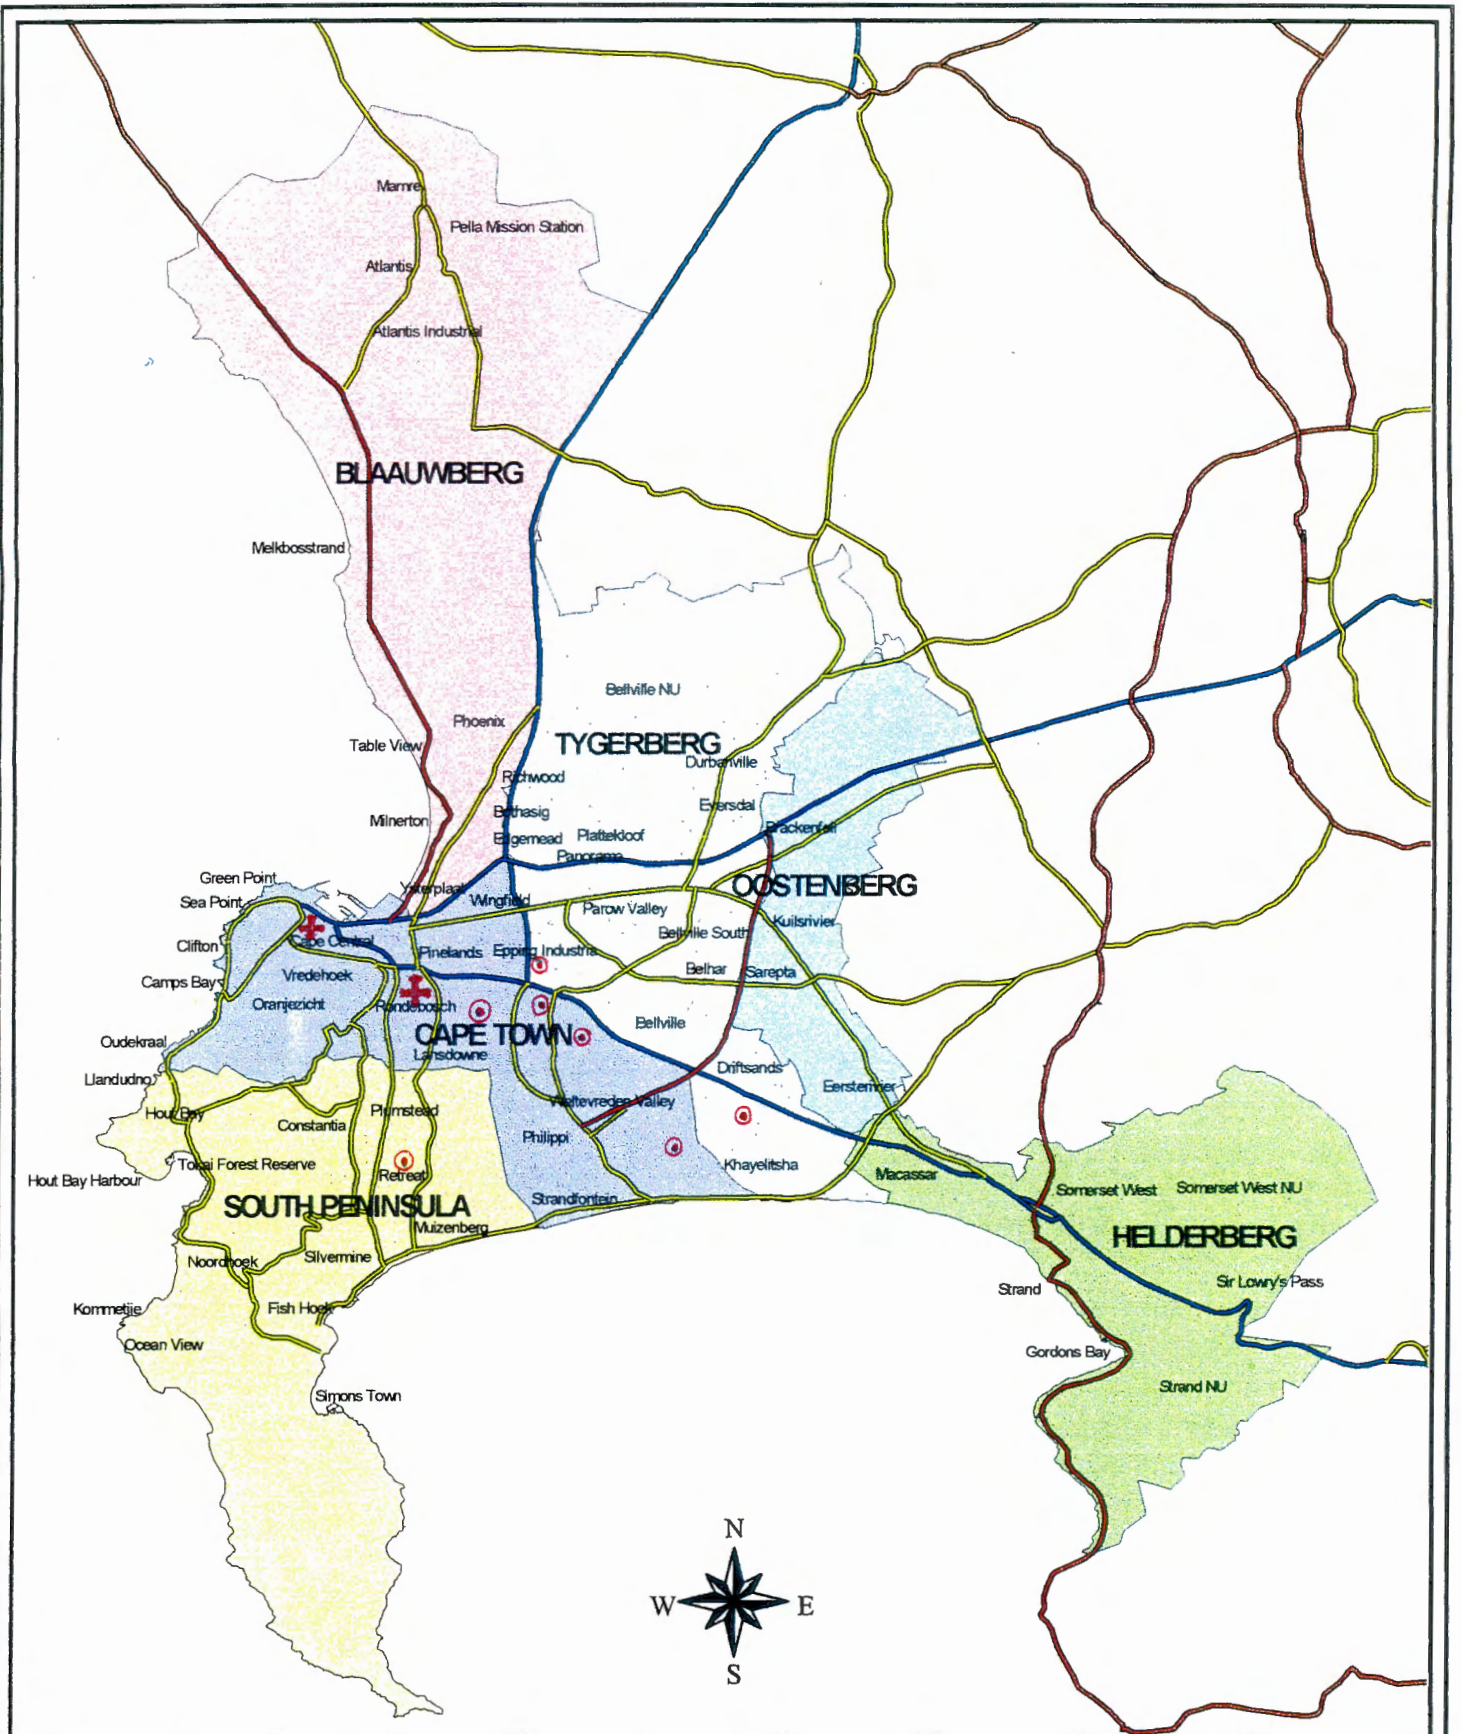 Mamre
Pella Mission Station
Atlantis
Atlantis Industrial
BLAAUWBERG
Melkbosstrand
Bellville NU
Phoenix
TYGERBERG
Table View
Durbanville
Richwood
Eversdal
Bothasig
Milnerton
Brackenfell
Edgemead
Plattekloof
Panorama
Green Point
OOSTENBERG
Ysterplaat
Sea Point
Wingfield
Parow Valley
Kuilsrivier
Bellville South
Cape Central
Clifton
Pinelands
Epping Industria
Vredehoek
Belhar
Sarepta
Camps Bay
Oranjezicht
Rondebosch
Bellville
CAPE TOWN
Oudekraal
Lansdowne
Driftsands
Llandudno
Eersterivier
Weltevreden Valley
Hout Bay
Plumstead
Constantia
Philippi
Tokai Forest Reserve
Khayelitsha
Retreat
Macassar
Hout Bay Harbour
Somerset West
Somerset West NU
Strandfontein
SOUTH PENINSULA
Muizenberg
HELDERBERG
Silvermine
Noordhoek
Sir Lowry's Pass
Strand
Kommetjie
Fish Hoek
Ocean View
Gordons Bay
Strand NU
Simons Town
N
W E
S